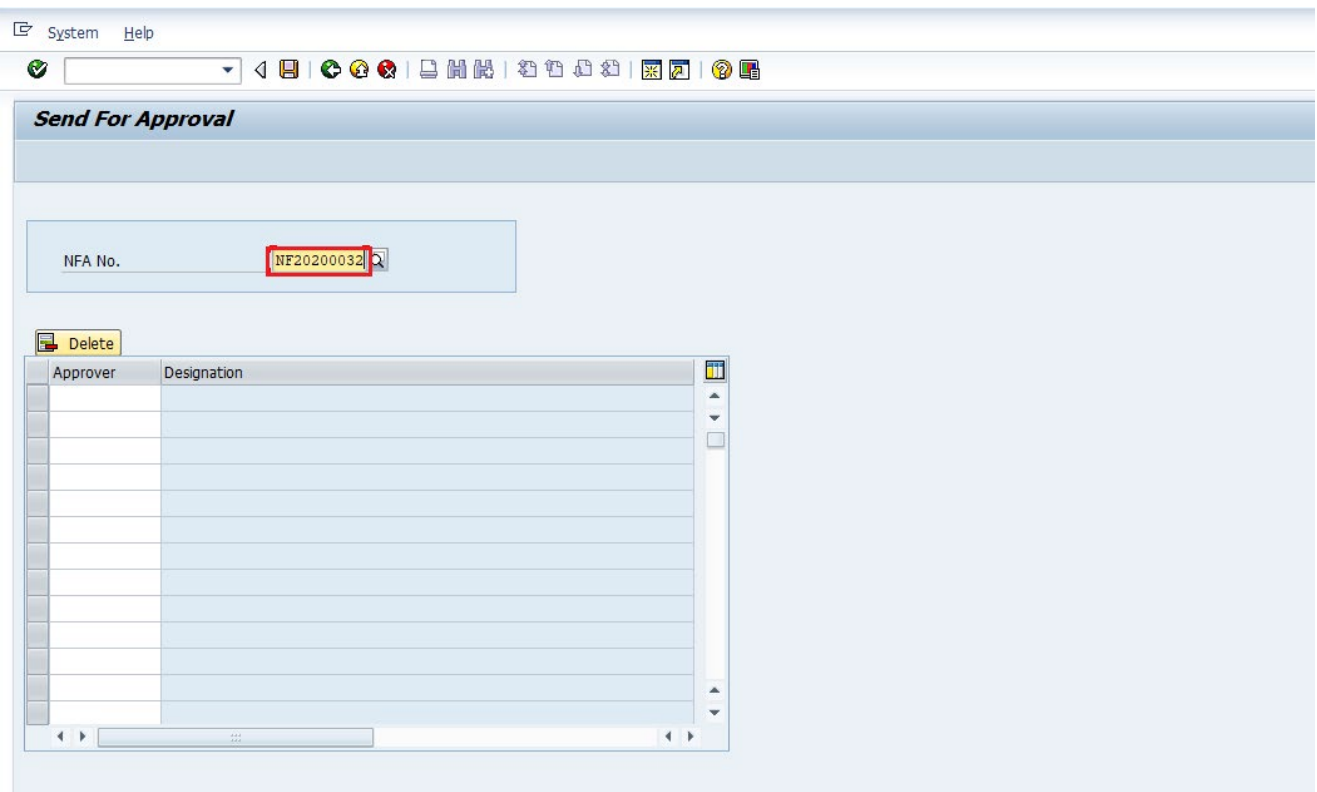 System Help
Send For Approval
NFA No. NF20200032
Delete
Approver Designation